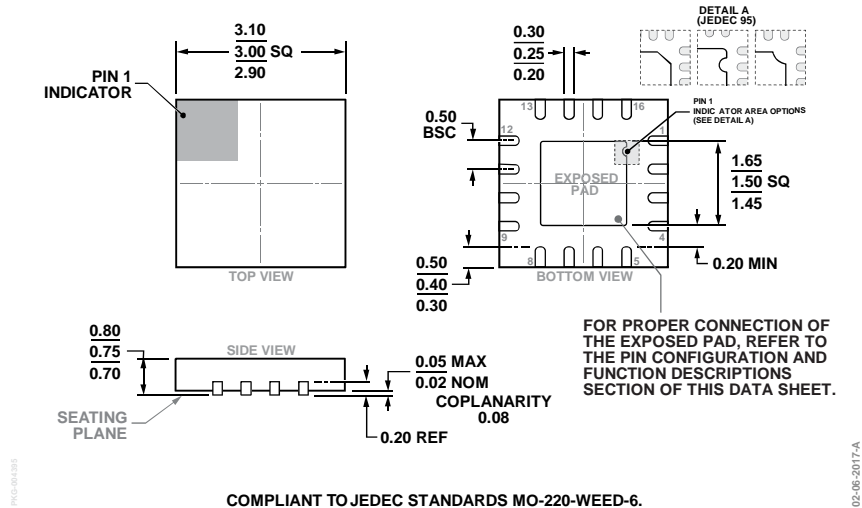 DETAIL A
(JEDEC 95)
3.10
3.00 SQ
2.90
0.30
0.25
0.20
PIN 1
INDICATOR
PIN 1
INDIC ATOR AREA OPTIONS
(SEE DETAIL A)
0.50
BSC
13
16
12
1
EXPOSED
PAD
1.65
1.50 SQ
1.45
9
4
8
5
TOP VIEW
BOTTOM VIEW
0.50
0.40
0.30
0.20 MIN
0.80
0.75
0.70
SIDE VIEW
0.05 MAX
0.02 NOM
COPLANARITY
0.08
0.20 REF
SEATING
PLANE
FOR PROPER CONNECTION OF
THE EXPOSED PAD, REFER TO
THE PIN CONFIGURATION AND
FUNCTION DESCRIPTIONS
SECTION OF THIS DATA SHEET.
PKG-004395
02-06-2017-A
COMPLIANT TO JEDEC STANDARDS MO-220-WEED-6.